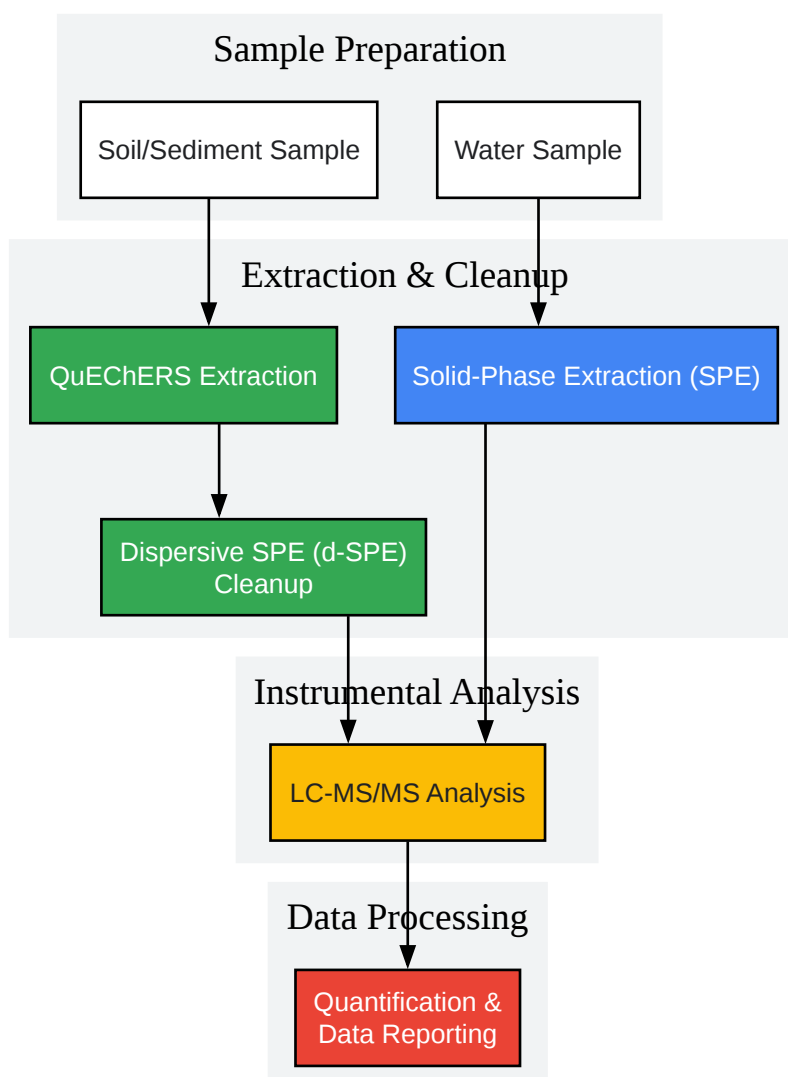 Sample Preparation
Soil/Sediment Sample
Water Sample
Extraction & Cleanup
QuEChERS Extraction
Solid-Phase Extraction (SPE)
Dispersive SPE (d-SPE)
Cleanup
Instrumental Analysis
LC-MS/MS Analysis
Data Processing
Quantification &
Data Reporting